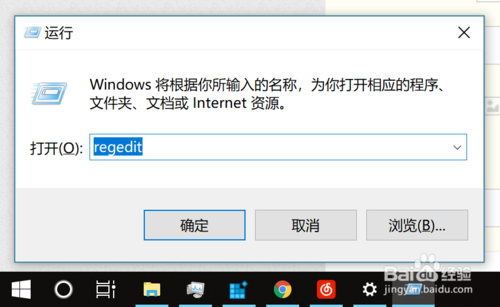 运行
Windows 将根据你所输入的名称，为你打开相应的程序、
文件夹、文档或 Internet 资源。
打开(O):
regedit
确定
取消
浏览(B)...
Baidu 经验
jingyan.baidu.com